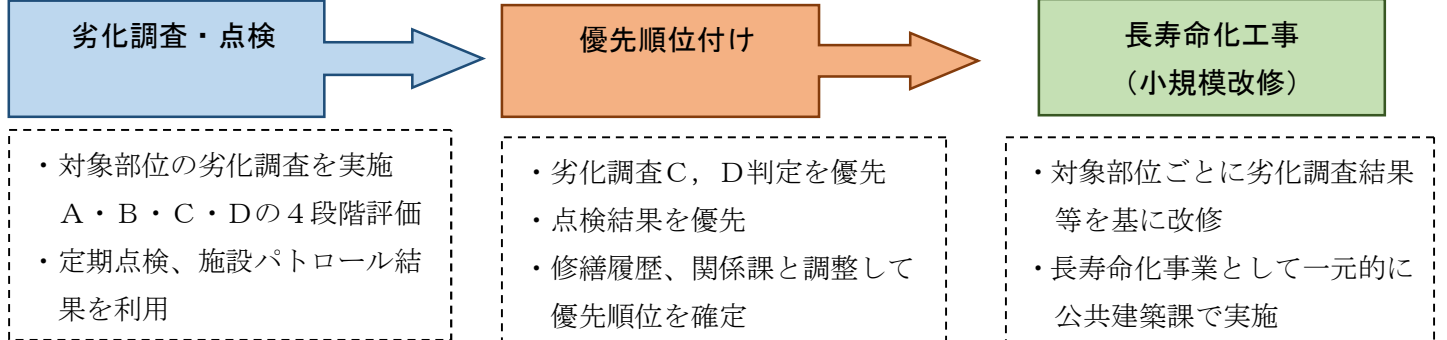 劣化調査・点検
優先順位付け
長寿命化工事
（小規模改修）
・対象部位の劣化調査を実施
Ａ・Ｂ・Ｃ・Ｄの４段階評価
・定期点検、施設パトロール結
果を利用
・劣化調査Ｃ，Ｄ判定を優先
・点検結果を優先
・修繕履歴、関係課と調整して
優先順位を確定
・対象部位ごとに劣化調査結果
等を基に改修
・長寿命化事業として一元的に
公共建築課で実施